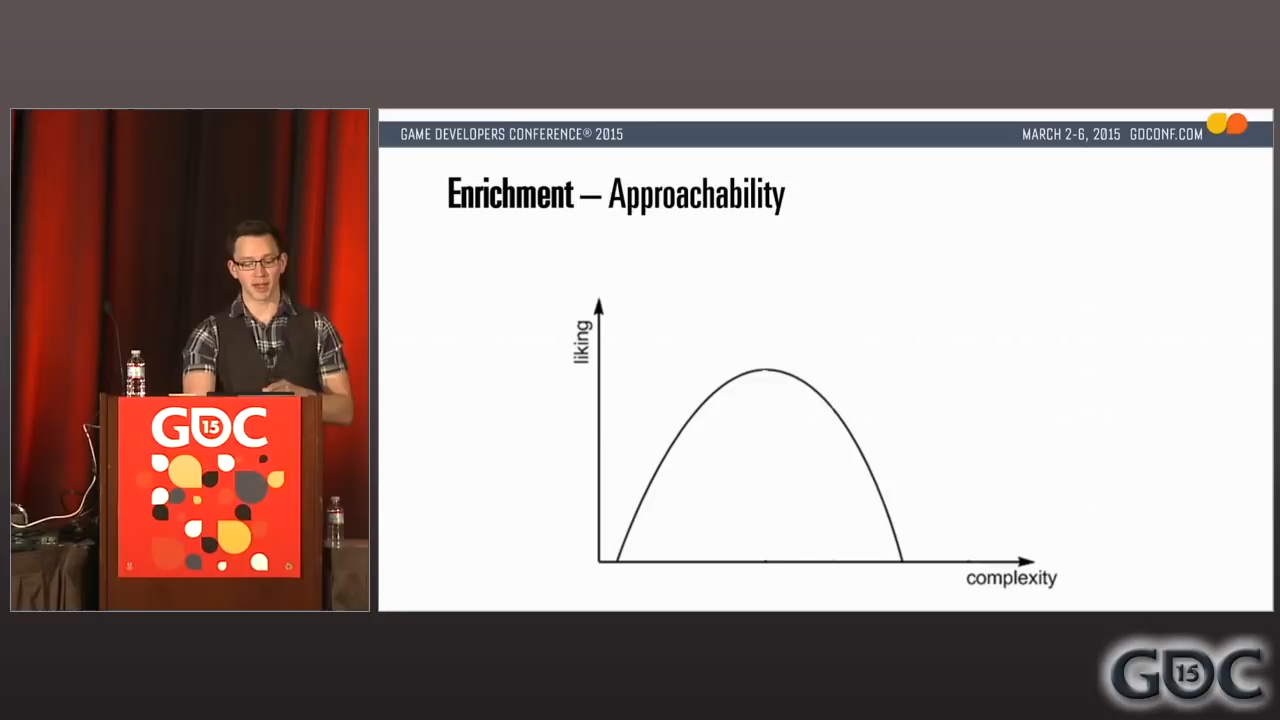 GAME DEVELOPERS CONFERENCE® 2015
MARCH 2-6, 2015 GDCONF.COM
Enrichment – Approachability
liking
complexity
GDC
15
GDC
15